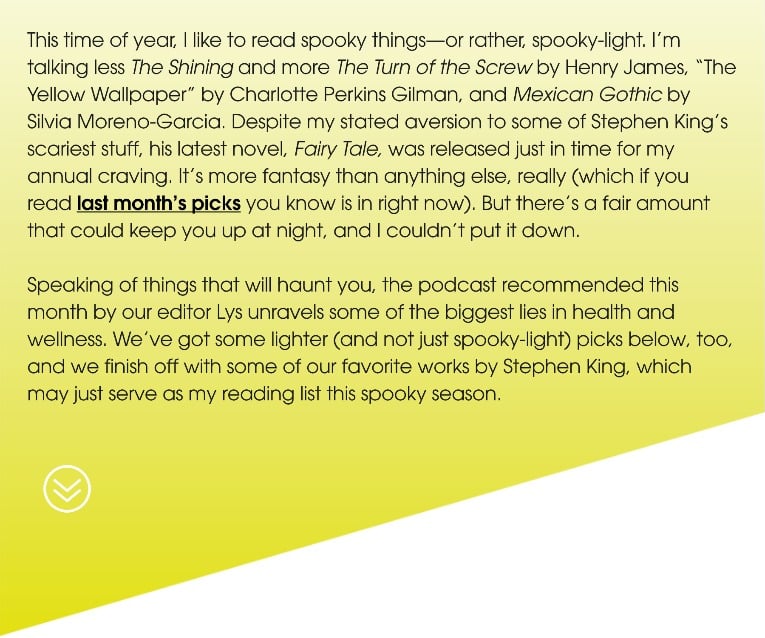 This time of year, I like to read spooky things—or rather, spooky-light. I’m
talking less The Shining and more The Turn of the Screw by Henry James, “The
Yellow Wallpaper” by Charlotte Perkins Gilman, and Mexican Gothic by
Silvia Moreno-Garcia. Despite my stated aversion to some of Stephen King’s
scariest stuff, his latest novel, Fairy Tale, was released just in time for my
annual craving. It’s more fantasy than anything else, really (which if you
read last month’s picks you know is in right now). But there’s a fair amount
that could keep you up at night, and I couldn’t put it down.
Speaking of things that will haunt you, the podcast recommended this
month by our editor Lys unravels some of the biggest lies in health and
wellness. We’ve got some lighter (and not just spooky-light) picks below, too,
and we finish off with some of our favorite works by Stephen King, which
may just serve as my reading list this spooky season.